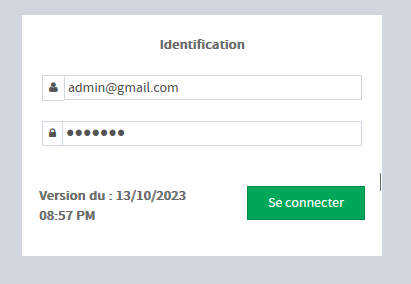 Identification
admin@gmail.com
•••••••
Version du : 13/10/2023
08:57 PM
Se connecter